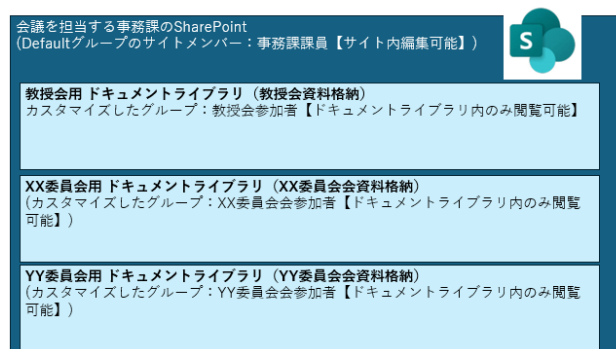 会議を担当する事務課のSharePoint
(Defaultグループのサイトメンバー：事務課課員【サイト内編集可能】)
S
教授会用 ドキュメントライブラリ（教授会資料格納）
カスタマイズしたグループ：教授会参加者【ドキュメントライブラリ内のみ閲覧可能】
XX委員会用 ドキュメントライブラリ（XX委員会会資料格納）
(カスタマイズしたグループ：XX委員会会参加者【ドキュメントライブラリ内のみ閲覧
可能】)
YY委員会用 ドキュメントライブラリ（YY委員会会資料格納）
(カスタマイズしたグループ：YY委員会会参加者【ドキュメントライブラリ内のみ閲覧
可能】)